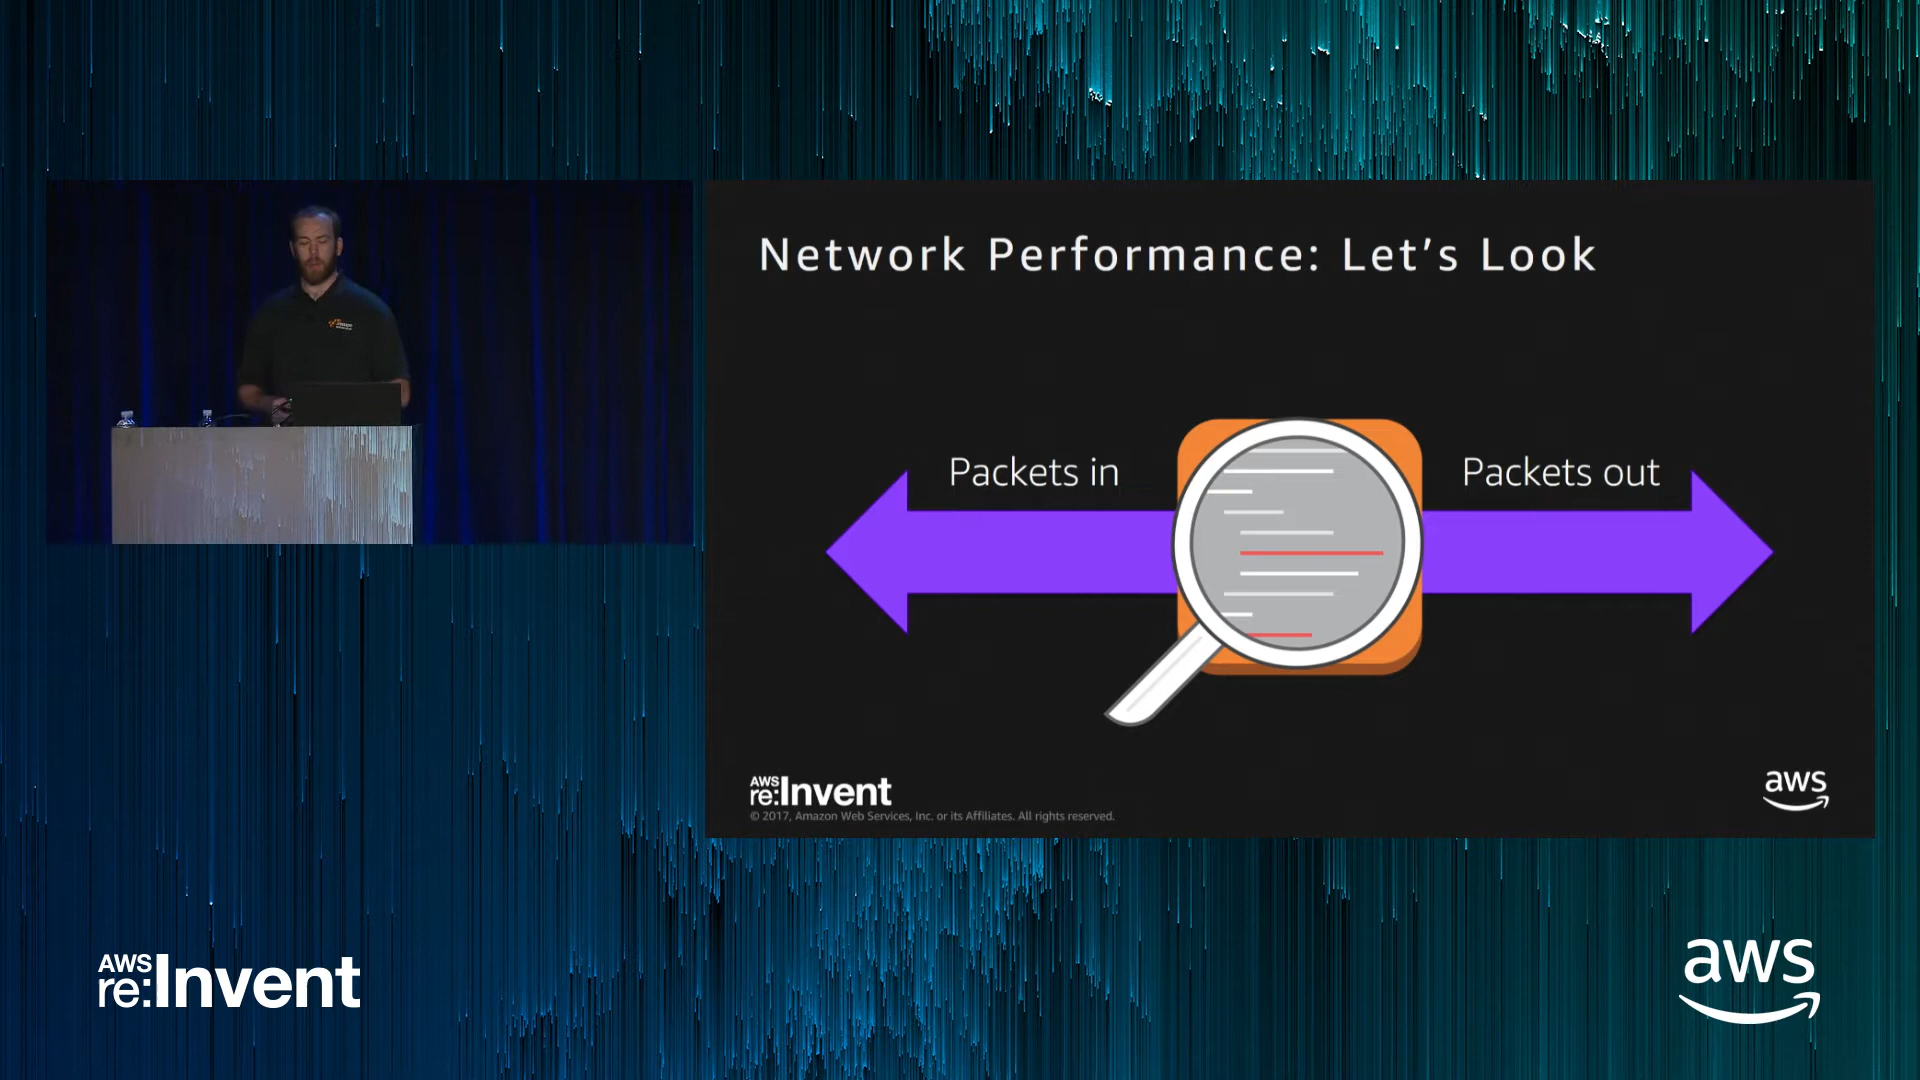 Network Performance: Let's Look
Packets in
Packets out
AWS
re:Invent
© 2017, Amazon Web Services, Inc. or its Affiliates. All rights reserved.
aws
AWS
re:Invent
aws